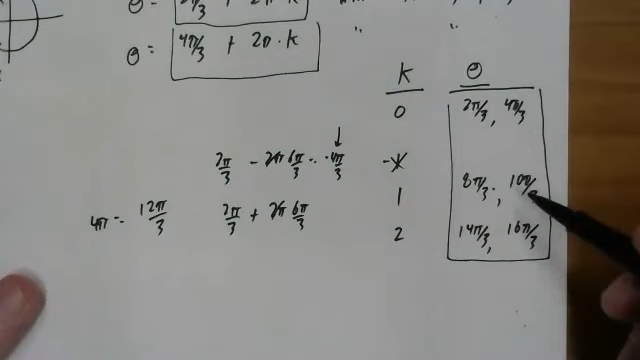 θ = 2π/3 + 2π · k
θ = 4π/3 + 2π · k
K θ
0 2π/3, 4π/3
2π/3 - 6π/3 -4π/3
1 8π/3, 10π/3
4π = 12π/3 2π/3 + 6π/3
2 14π/3, 16π/3